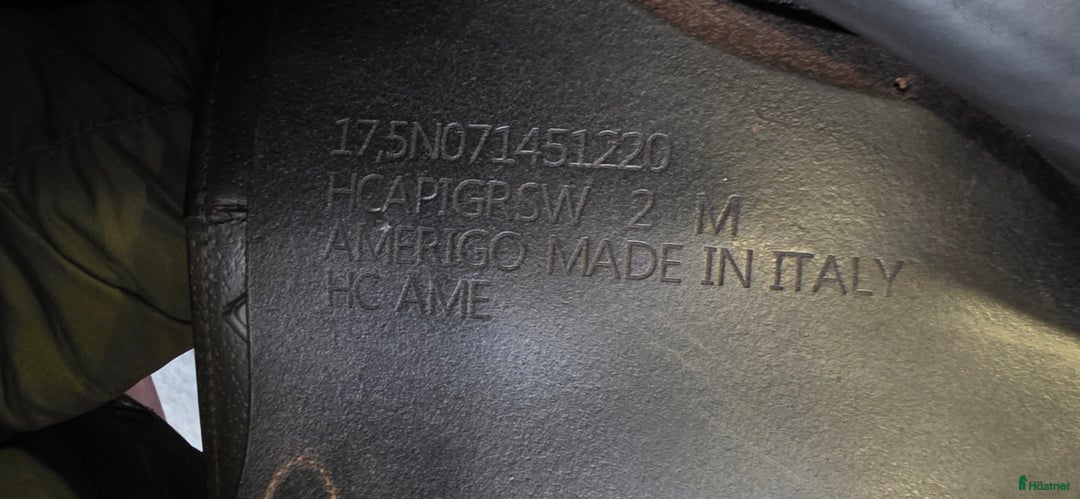 17,5N071451220
HCAPIGRSW 2 M
AMERIGO MADE IN ITALY
HC AME
Hästnet